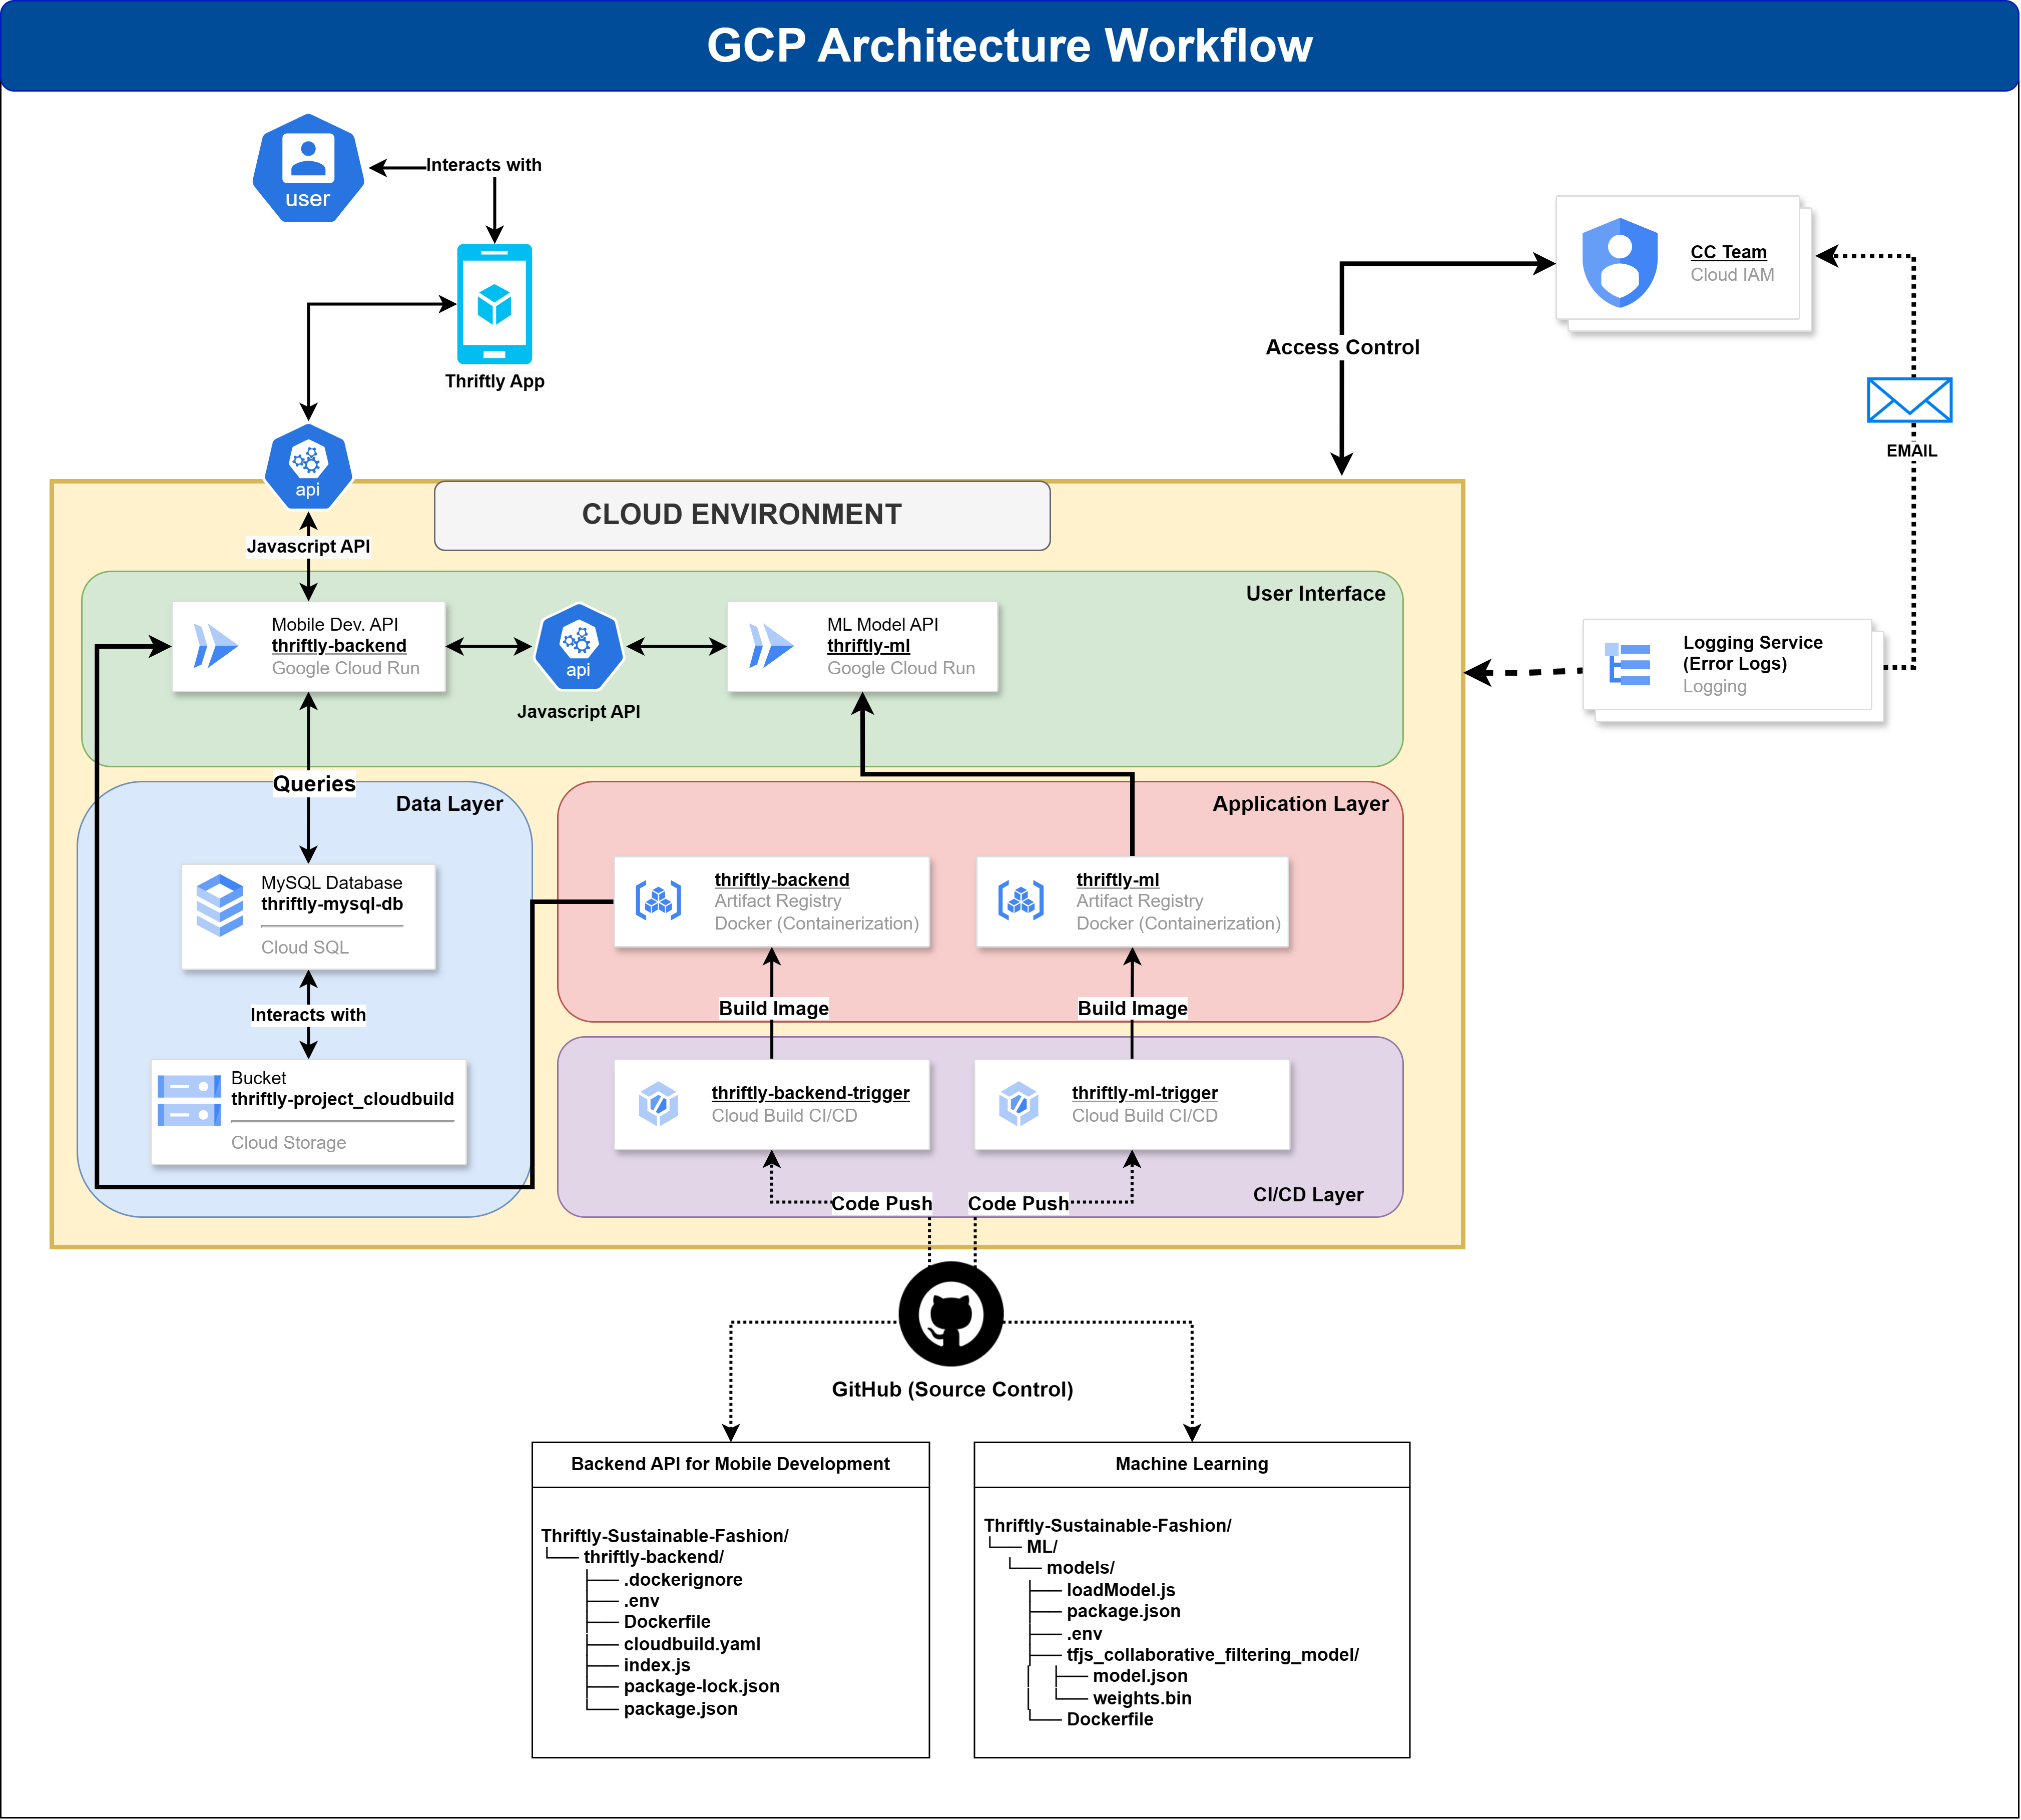 GCP Architecture Workflow
user
Interacts with
Thriftly App
CC Team
Cloud IAM
Access Control
EMAIL
api
CLOUD ENVIRONMENT
Javascript API
User Interface
Mobile Dev. API
thriftly-backend
Google Cloud Run
api
Javascript API
ML Model API
thriftly-ml
Google Cloud Run
Logging Service
(Error Logs)
Logging
Queries
Data Layer
Application Layer
MySQL Database
thriftly-mysql-db
Cloud SQL
thriftly-backend
Artifact Registry
Docker (Containerization)
thriftly-ml
Artifact Registry
Docker (Containerization)
Interacts with
Build Image
Build Image
Bucket
thriftly-project_cloudbuild
Cloud Storage
thriftly-backend-trigger
Cloud Build CI/CD
thriftly-ml-trigger
Cloud Build CI/CD
Code Push
Code Push
CI/CD Layer
GitHub (Source Control)
Backend API for Mobile Development
Thriftly-Sustainable-Fashion/
└── thriftly-backend/
├── .dockerignore
├── .env
├── Dockerfile
├── cloudbuild.yaml
├── index.js
├── package-lock.json
└── package.json
Machine Learning
Thriftly-Sustainable-Fashion/
└── ML/
└── models/
├── loadModel.js
├── package.json
├── .env
├── tfjs_collaborative_filtering_model/
│ ├── model.json
│ └── weights.bin
└── Dockerfile